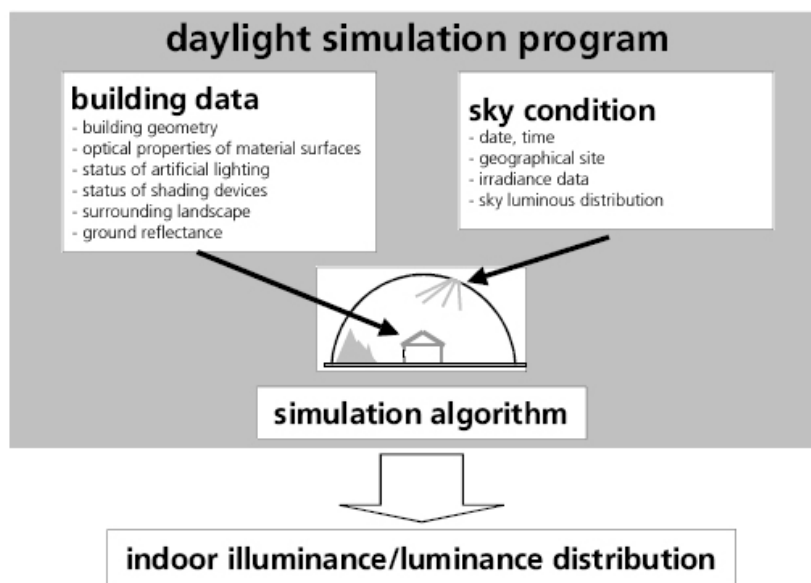 daylight simulation program
building data
- building geometry
- optical properties of material surfaces
- status of artificial lighting
- status of shading devices
- surrounding landscape
- ground reflectance
sky condition
- date, time
- geographical site
- irradiance data
- sky luminous distribution
simulation algorithm
indoor illuminance/luminance distribution